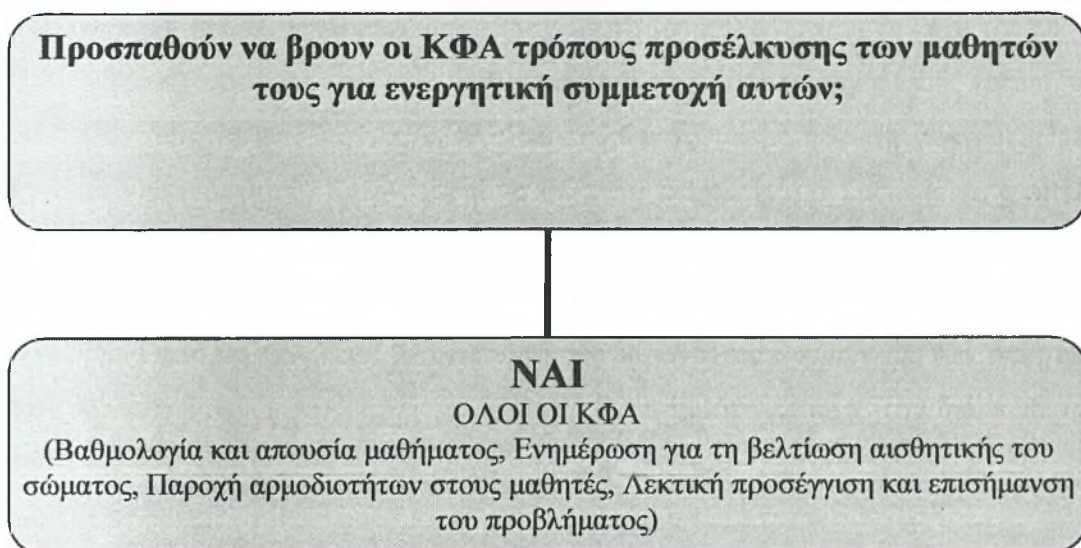 Προσπαθούν να βρουν οι ΚΦΑ τρόπους προσέλκυσης των μαθητών
τους για ενεργητική συμμετοχή αυτών;
ΝΑΙ
ΟΛΟΙ ΟΙ ΚΦΑ
(Βαθμολογία και απουσία μαθήματος, Ενημέρωση για τη βελτίωση αισθητικής του
σώματος, Παροχή αρμοδιοτήτων στους μαθητές, Λεκτική προσέγγιση και επισήμανση
του προβλήματος)